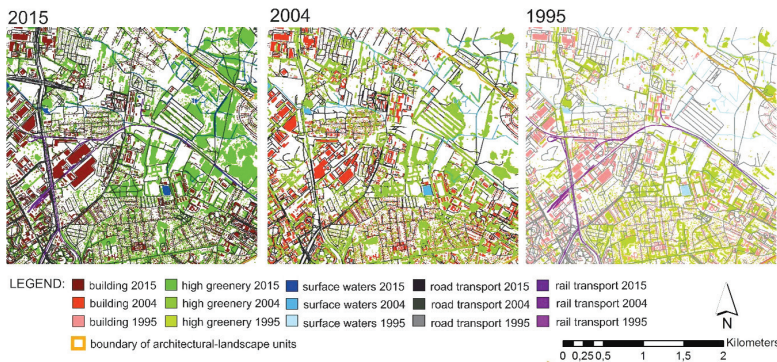 2015 2004 1995
LEGEND: building 2015 high greenery 2015 surface waters 2015 road transport 2015 rail transport 2015
building 2004 high greenery 2004 surface waters 2004 road transport 2004 rail transport 2004
building 1995 high greenery 1995 surface waters 1995 road transport 1995 rail transport 1995
boundary of architectural-landscape units
N
Kilometers
0 0,25 0,5 1 1,5 2